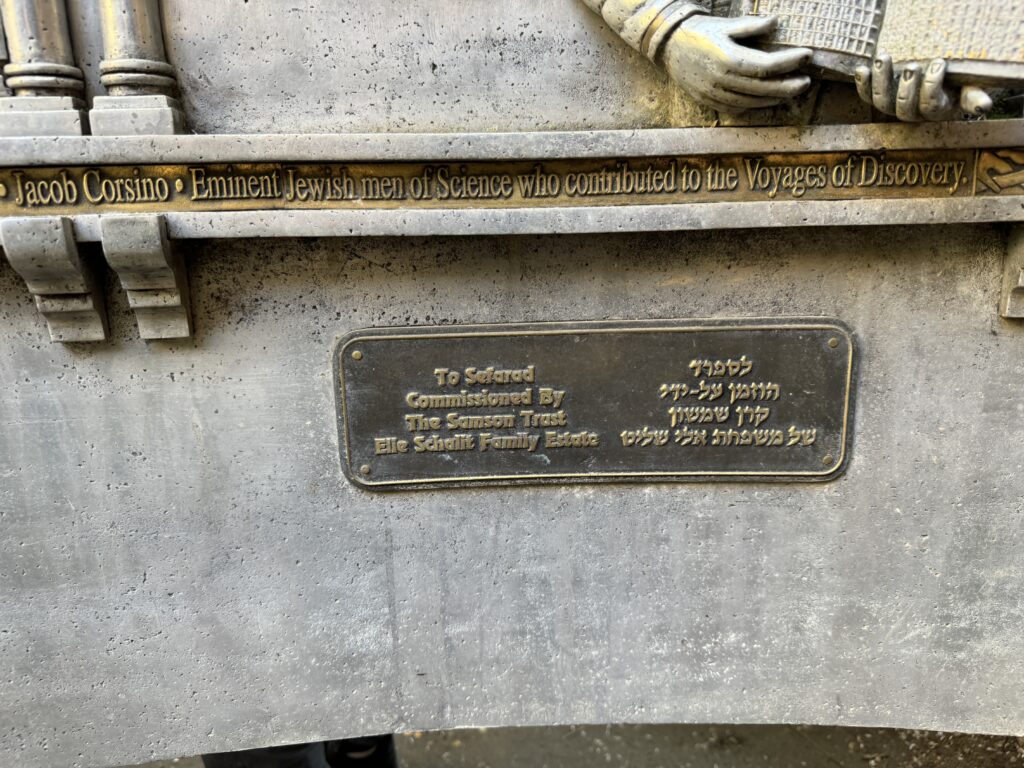 • Jacob Corsino • Eminent Jewish men of Science who contributed to the Voyages of Discovery.
To Sefarad
Commissioned By
The Samson Trust
Elie Schalit Family Estate
לספרד
הוזמן על-ידי
קרן שמשון
של משפחת אלי שליט